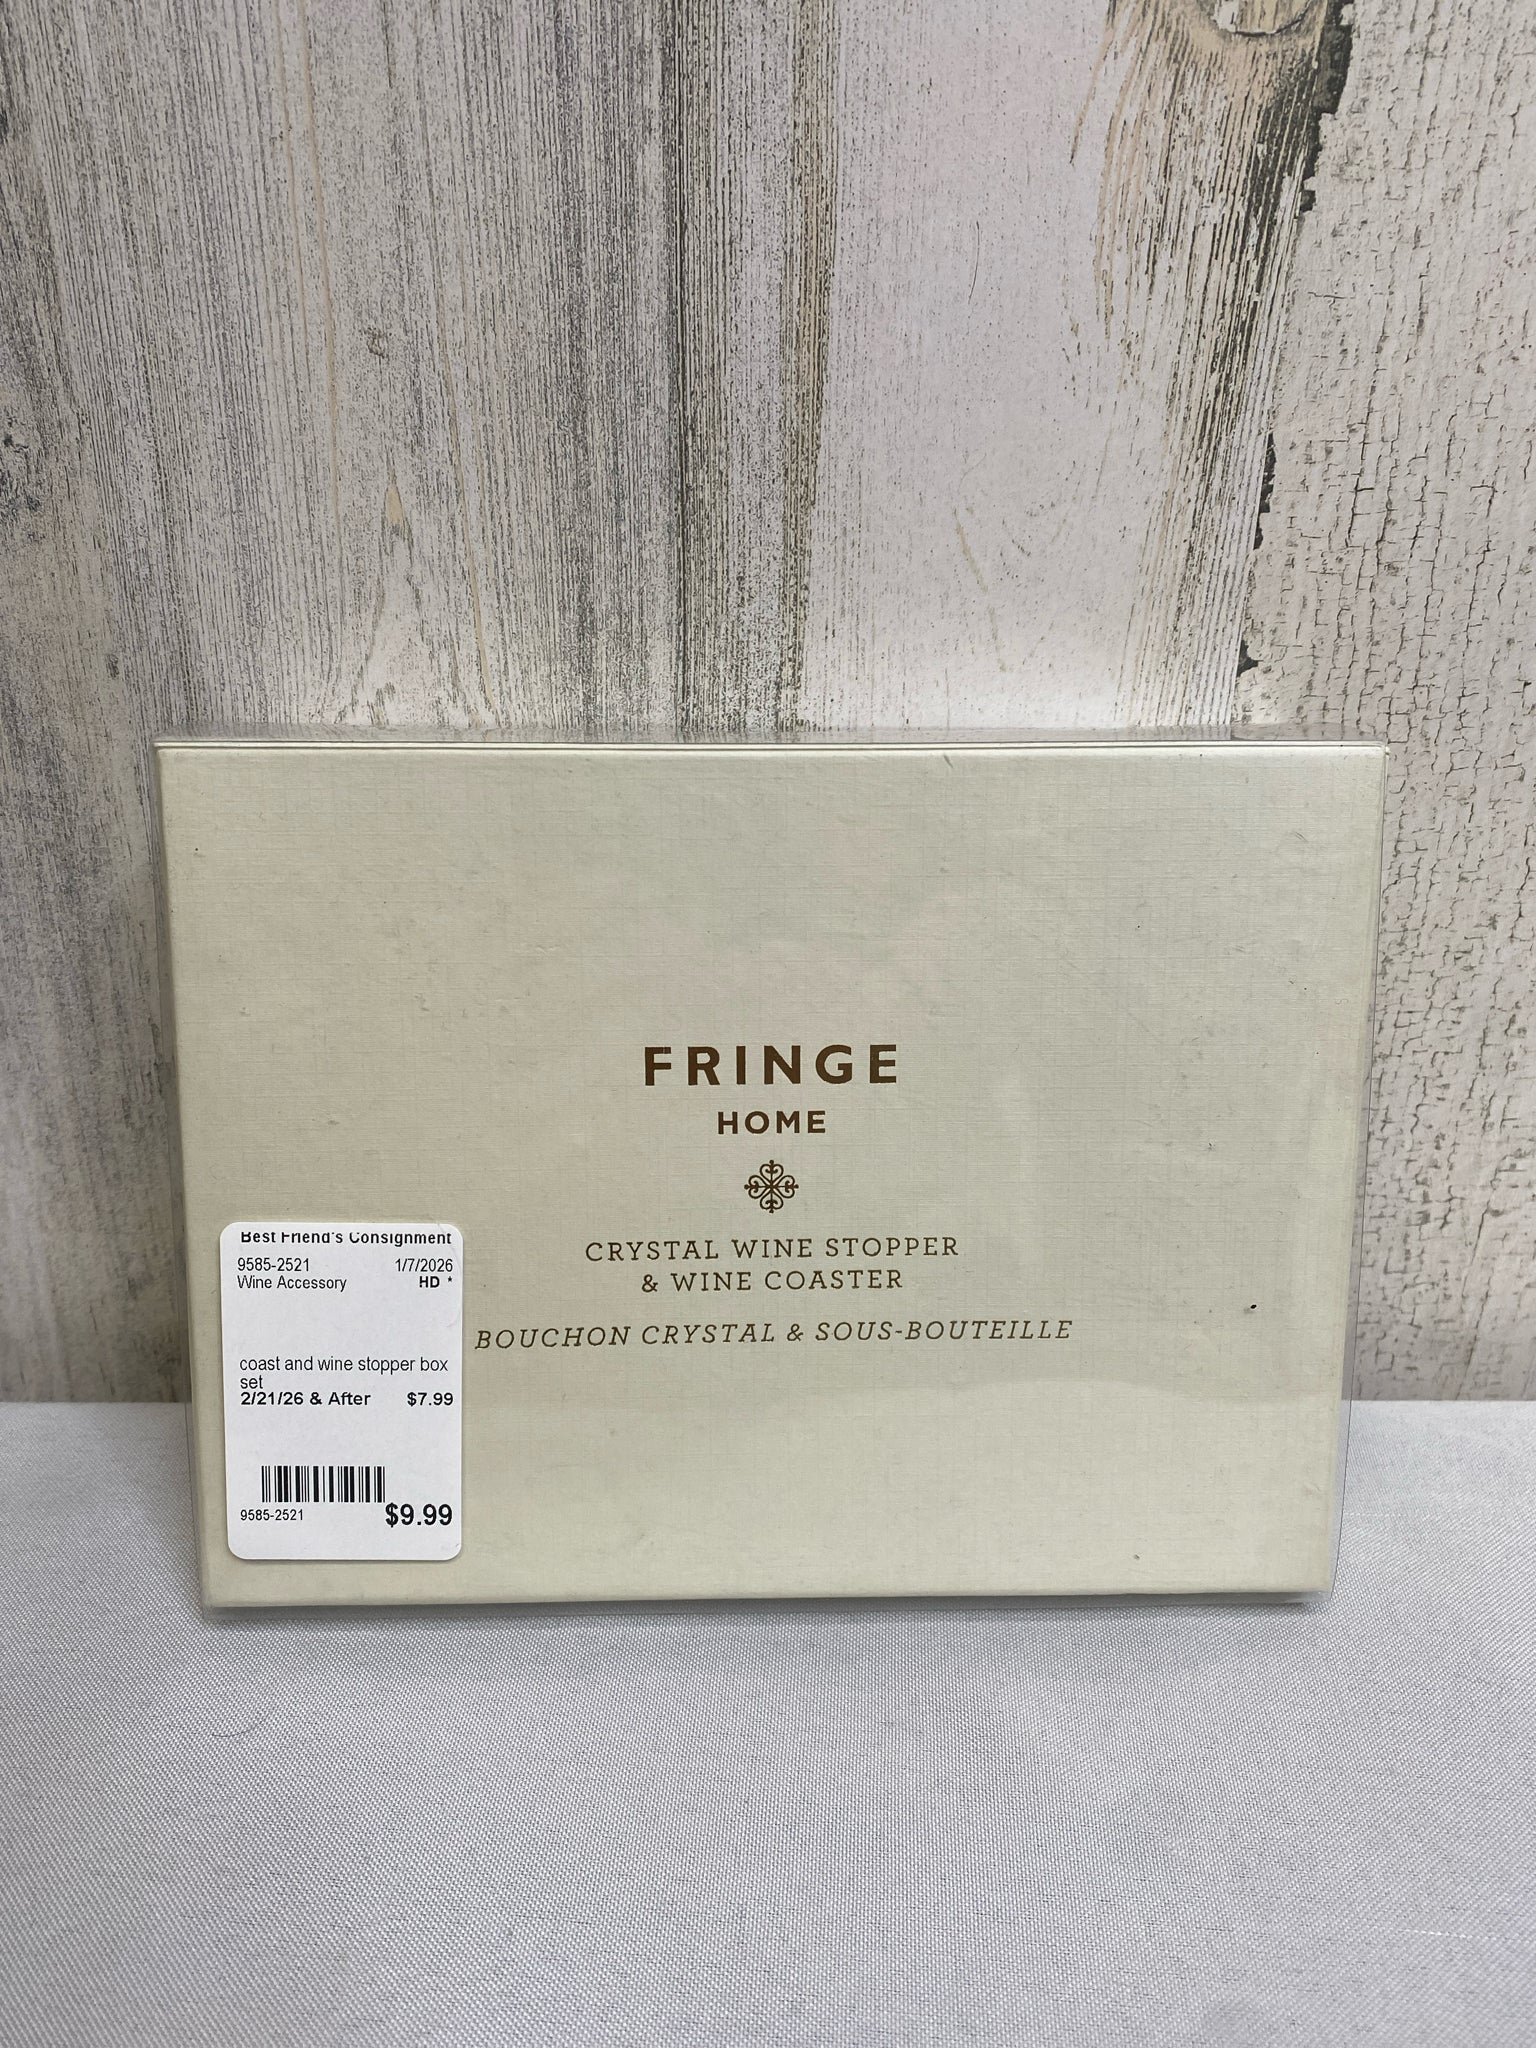 FRINGE
HOME
CRYSTAL WINE STOPPER
& WINE COASTER
BOUCHON CRYSTAL & SOUS-BOUTEILLE
Best Friend's Consignment
9585-2521 1/7/2026
Wine Accessory HD *
coast and wine stopper box
set
2/21/26 & After $7.99
9585-2521 $9.99